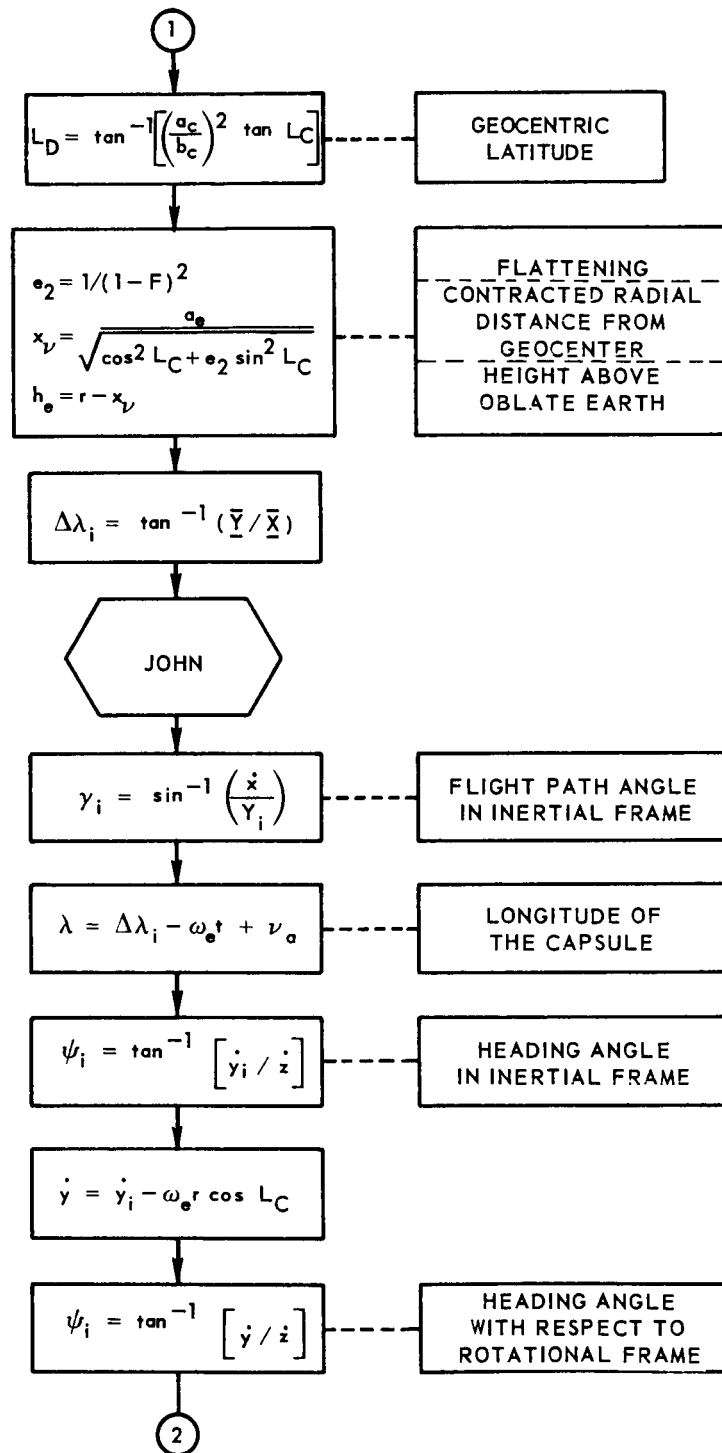 1
L_D = tan^-1[(a_c/b_c)^2 tan L_C]
GEOCENTRIC
LATITUDE
e_2 = 1/(1-F)^2
x_ν = a_e/√(cos^2 L_C + e_2 sin^2 L_C)
h_e = r - x_ν
FLATTENING
CONTRACTED RADIAL
DISTANCE FROM
GEOCENTER
HEIGHT ABOVE
OBLATE EARTH
Δλ_i = tan^-1 (Y̲̅/X̲̅)
JOHN
γ_i = sin^-1 (ẋ/Y_i)
FLIGHT PATH ANGLE
IN INERTIAL FRAME
λ = Δλ_i - ω_e t + ν_a
LONGITUDE OF
THE CAPSULE
ψ_i = tan^-1 [ẏ_i / ż]
HEADING ANGLE
IN INERTIAL FRAME
ẏ = ẏ_i - ω_e r cos L_C
ψ_i = tan^-1 [ẏ / ż]
HEADING ANGLE
WITH RESPECT TO
ROTATIONAL FRAME
2